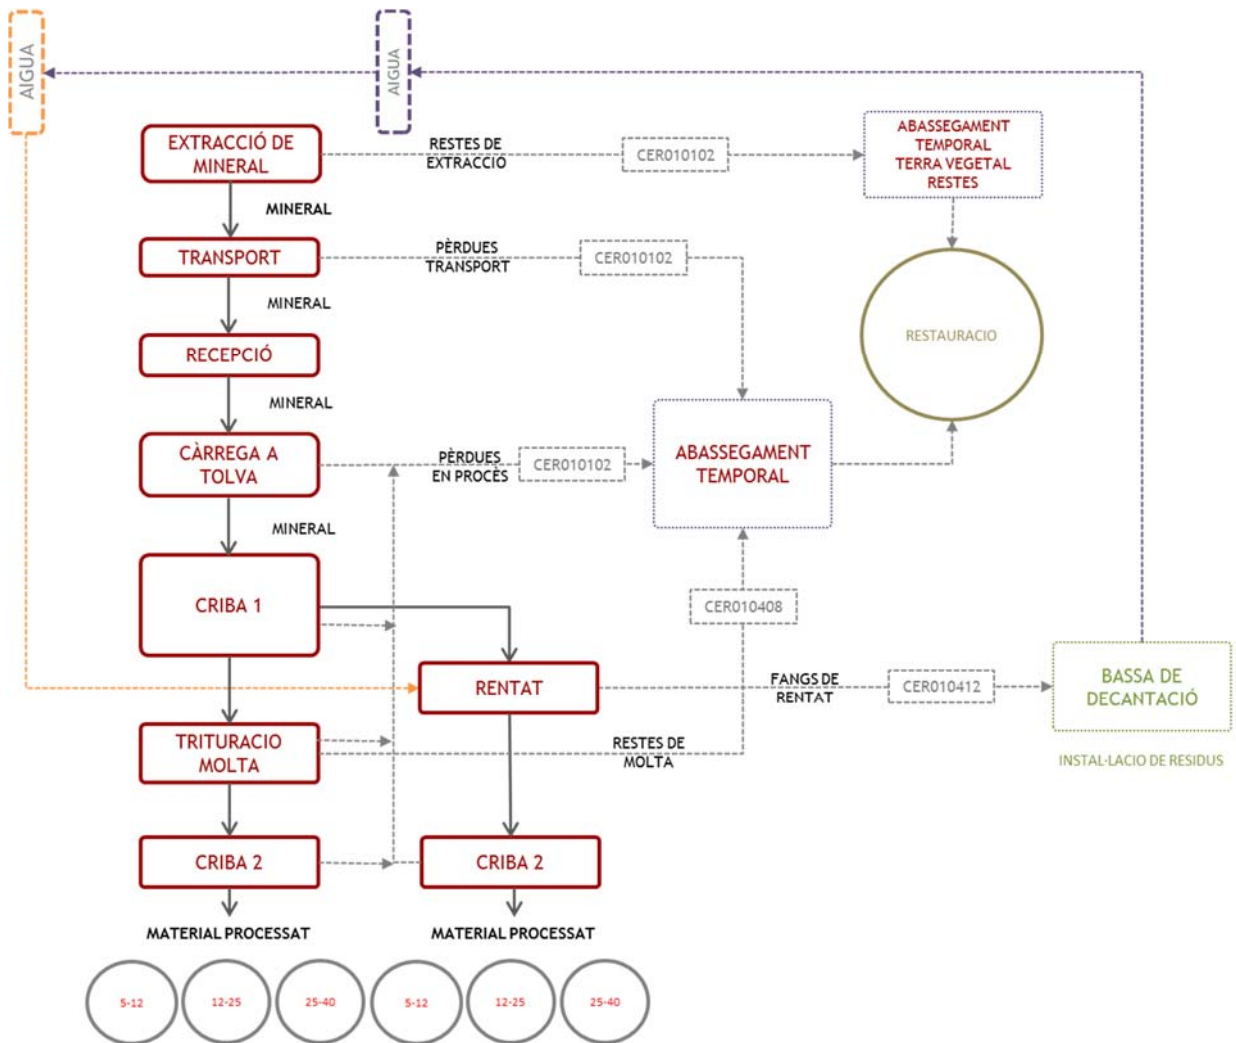 AIGUA
AIGUA
EXTRACCIÓ DE
MINERAL
RESTES DE
EXTRACCIÓ
CER010102
ABASSEGAMENT
TEMPORAL
TERRA VEGETAL
RESTES
MINERAL
TRANSPORT
PÈRDUES
TRANSPORT
CER010102
MINERAL
RECEPCIÓ
RESTAURACIO
MINERAL
CÀRREGA A
TOLVA
PÈRDUES
EN PROCÈS
CER010102
ABASSEGAMENT
TEMPORAL
MINERAL
CRIBA 1
CER010408
RENTAT
FANGS DE
RENTAT
CER010412
BASSA DE
DECANTACIÓ
TRITURACIO
MOLTA
RESTES DE
MOLTA
INSTAL·LACIO DE RESIDUS
CRIBA 2
CRIBA 2
MATERIAL PROCESSAT
MATERIAL PROCESSAT
5-12
12-25
25-40
5-12
12-25
25-40